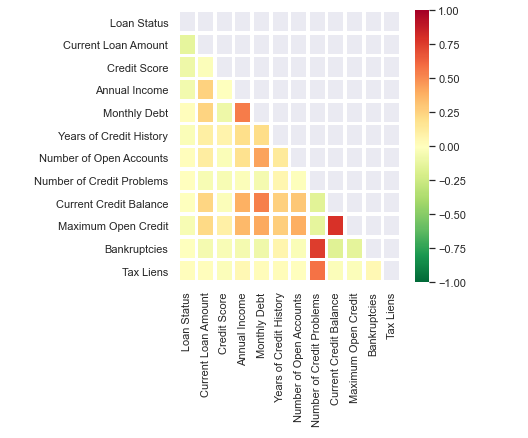 Loan Status
Current Loan Amount
Credit Score
Annual Income
Monthly Debt
Years of Credit History
Number of Open Accounts
Number of Credit Problems
Current Credit Balance
Maximum Open Credit
Bankruptcies
Tax Liens
Loan Status
Current Loan Amount
Credit Score
Annual Income
Monthly Debt
Years of Credit History
Number of Open Accounts
Number of Credit Problems
Current Credit Balance
Maximum Open Credit
Bankruptcies
Tax Liens
1.00
0.75
0.50
0.25
0.00
−0.25
−0.50
−0.75
−1.00